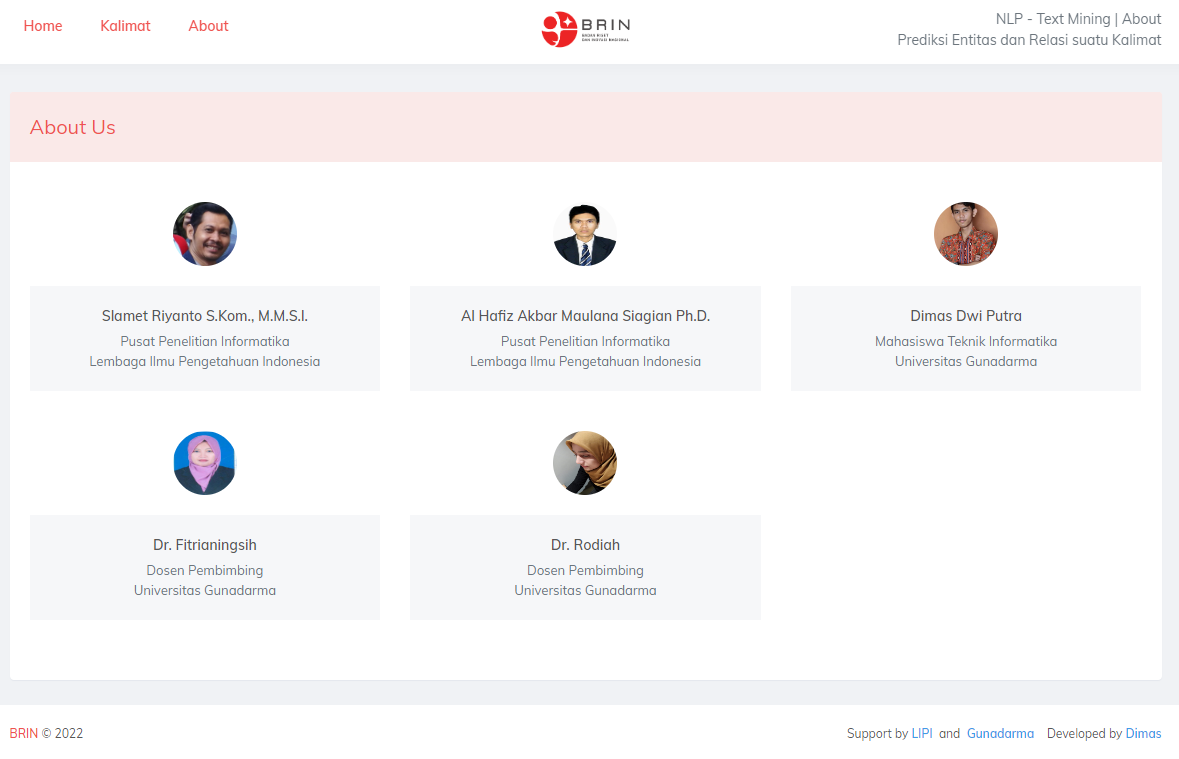 Home
Kalimat
About
BRIN
BADAN RISET
DAN INOVASI NASIONAL
NLP - Text Mining | About
Prediksi Entitas dan Relasi suatu Kalimat
About Us
Slamet Riyanto S.Kom., M.M.S.I.
Pusat Penelitian Informatika
Lembaga Ilmu Pengetahuan Indonesia
Al Hafiz Akbar Maulana Siagian Ph.D.
Pusat Penelitian Informatika
Lembaga Ilmu Pengetahuan Indonesia
Dimas Dwi Putra
Mahasiswa Teknik Informatika
Universitas Gunadarma
Dr. Fitrianingsih
Dosen Pembimbing
Universitas Gunadarma
Dr. Rodiah
Dosen Pembimbing
Universitas Gunadarma
BRIN © 2022
Support by LIPI and Gunadarma Developed by Dimas